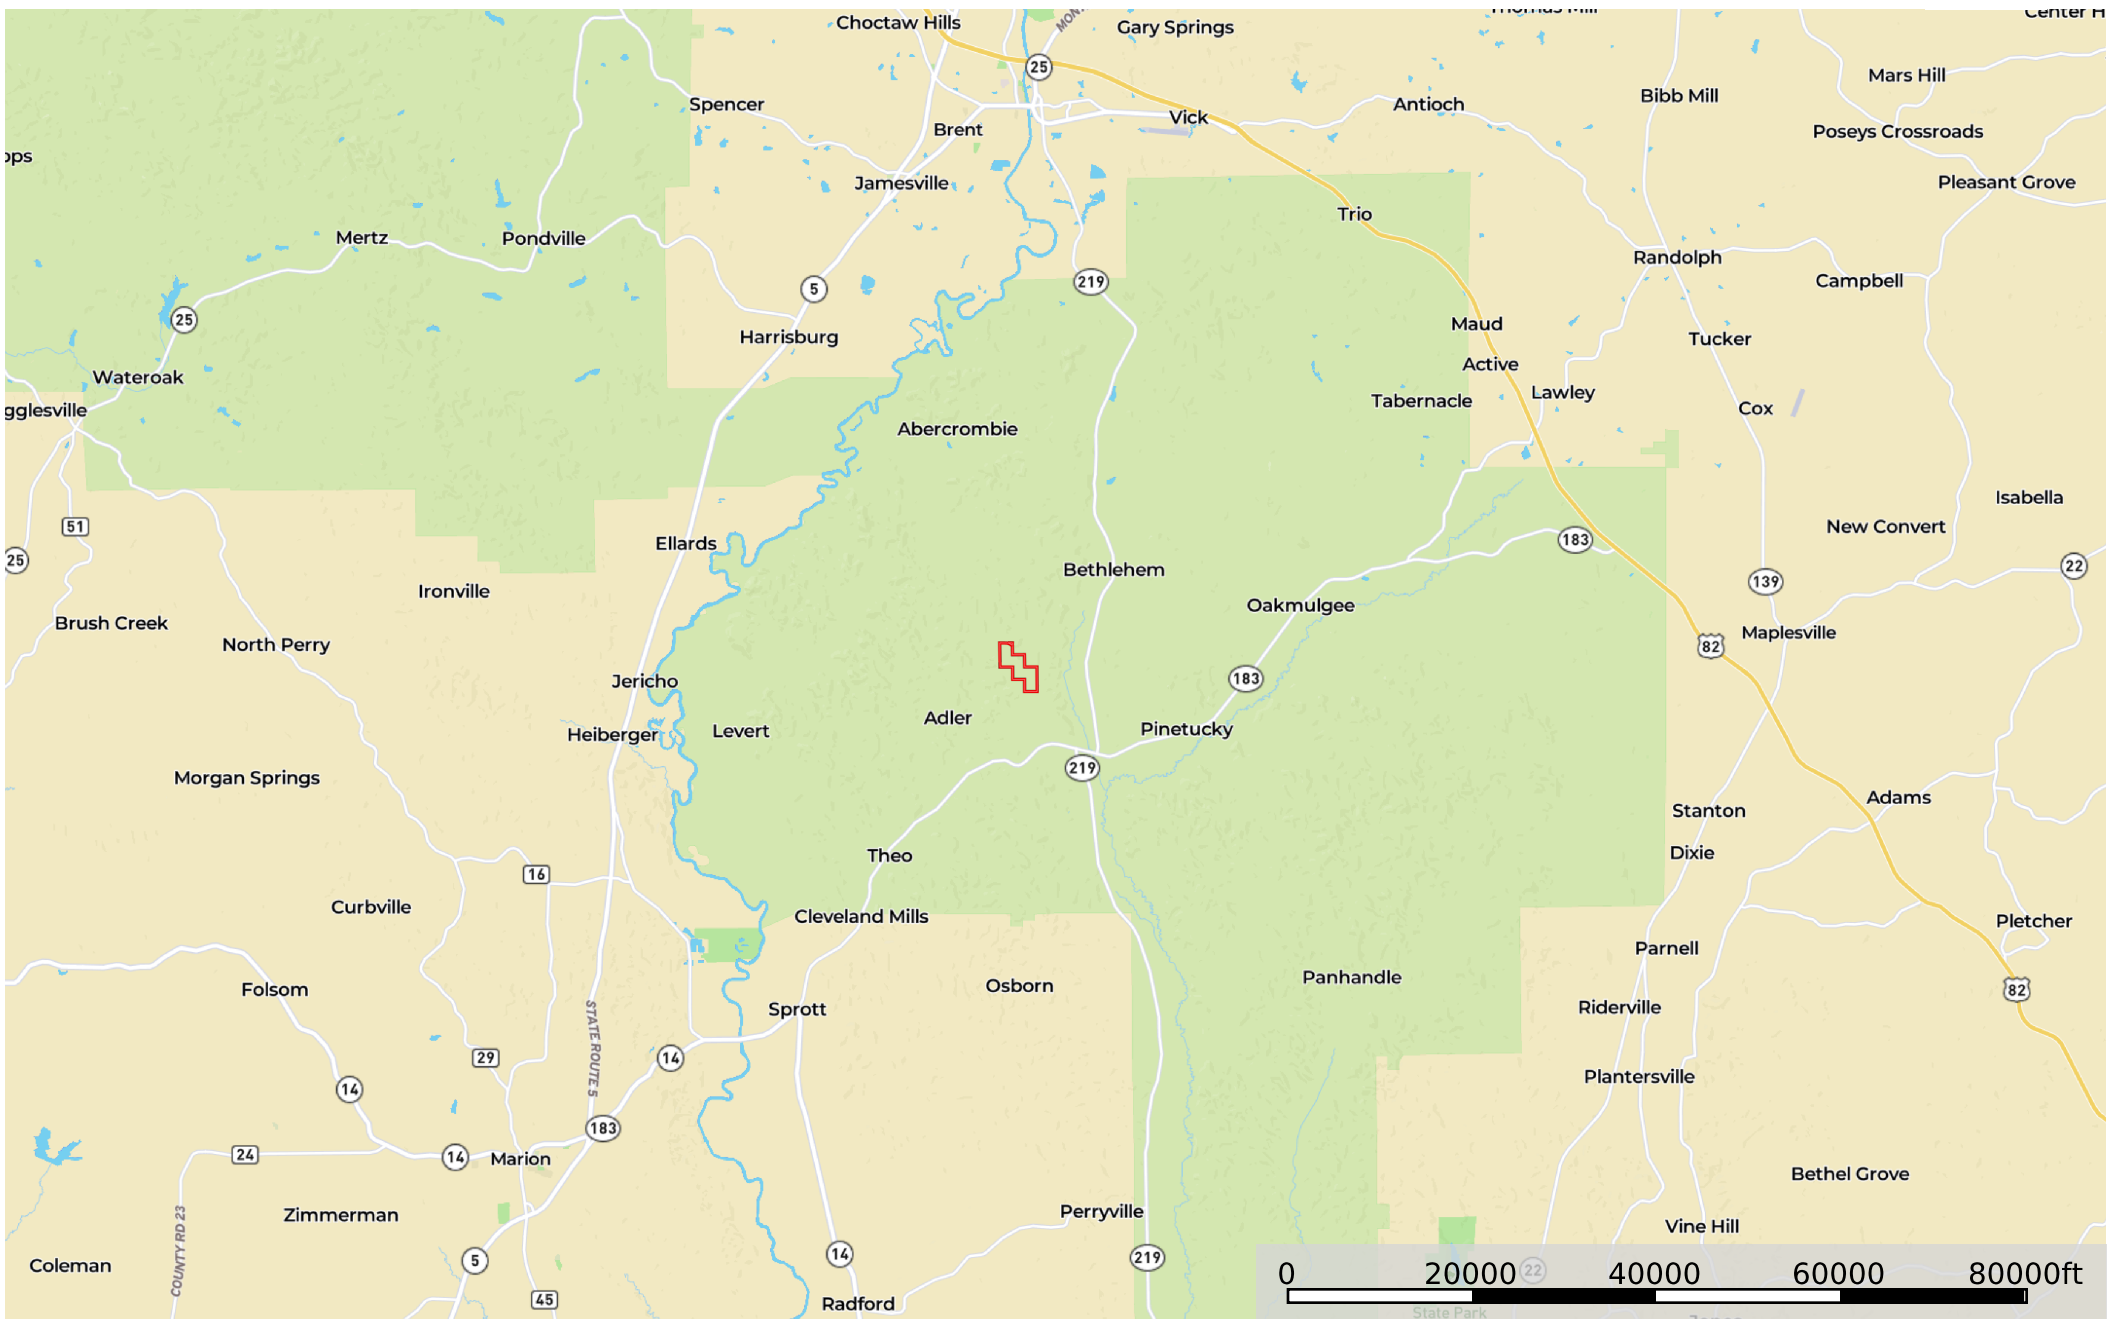 Choctaw Hills
Gary Springs
Thomas Mill
25
Mars Hill
Spencer
Antioch
Bibb Mill
Brent
Vick
Poseys Crossroads
Jamesville
Pleasant Grove
Trio
Mertz
Pondville
Randolph
219
Campbell
5
25
Maud
Harrisburg
Tucker
Active
Wateroak
Lawley
Tabernacle
Cox
gglesville
Abercrombie
Isabella
51
New Convert
183
Ellards
25
22
Bethlehem
139
Ironville
Oakmulgee
Brush Creek
Maplesville
North Perry
82
183
Jericho
Adler
Levert
Pinetucky
Heiberger
219
Morgan Springs
Adams
Stanton
Dixie
Theo
16
Curbville
Cleveland Mills
Pletcher
Parnell
Panhandle
Osborn
Folsom
82
Riderville
Sprott
STATE ROUTE 5
29
14
Plantersville
14
183
24
14
Marion
Bethel Grove
Perryville
Zimmerman
Vine Hill
COUNTY RD 23
14
219
5
Coleman
22
0 20000 40000 60000 80000ft
45
Radford
State Park